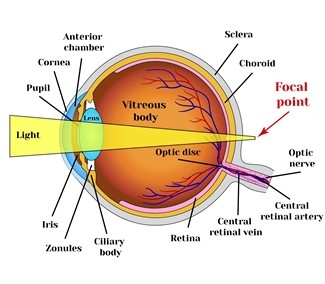 Anterior
chamber
Cornea
Pupil
Sclera
Choroid
Focal
point
Lens
Vitreous
body
Light
Optic disc
Optic
nerve
Iris
Zonules
Ciliary
body
Retina
Central
retinal vein
Central
retinal artery